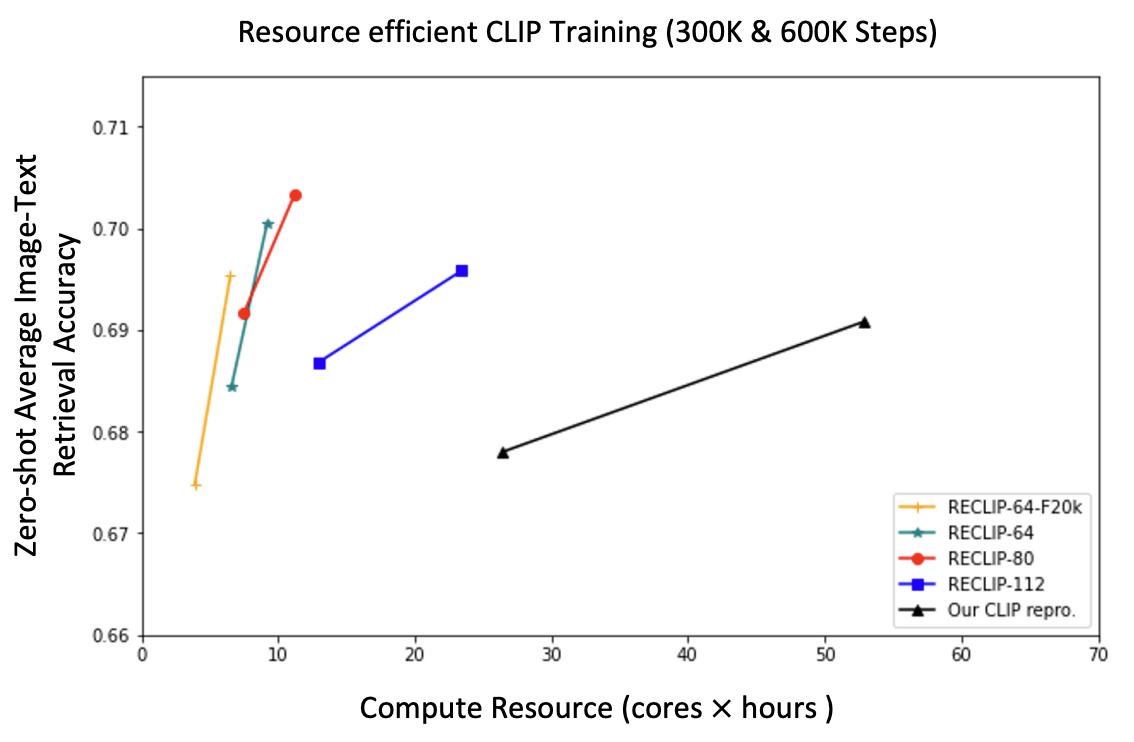 Resource efficient CLIP Training (300K & 600K Steps)
Zero-shot Average Image-Text
Retrieval Accuracy
0.71
0.70
0.69
0.68
0.67
0.66
0 10 20 30 40 50 60 70
RECLIP-64-F20k
RECLIP-64
RECLIP-80
RECLIP-112
Our CLIP repro.
Compute Resource (cores × hours )